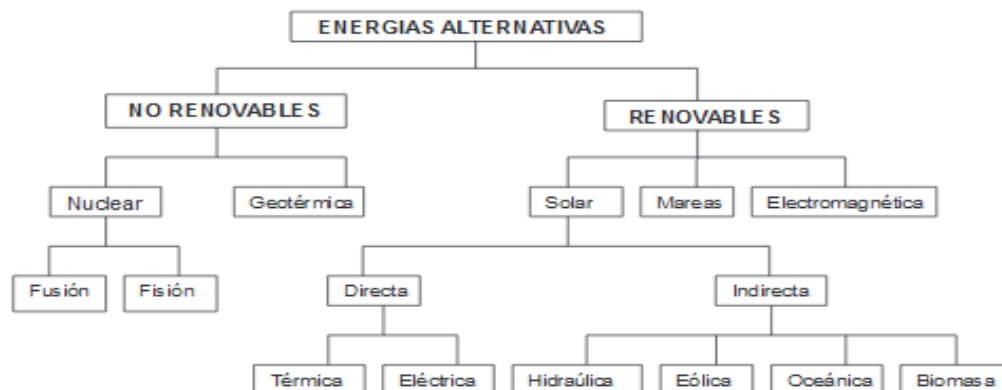 ENERGIAS ALTERNATIVAS
NO RENOVABLES
RENOVABLES
Nuclear
Geotérmica
Solar
Mareas
Electromagnética
Fusión
Fisión
Directa
Indirecta
Térmica
Eléctrica
Hidraúlica
Eólica
Oceánica
Biomasa